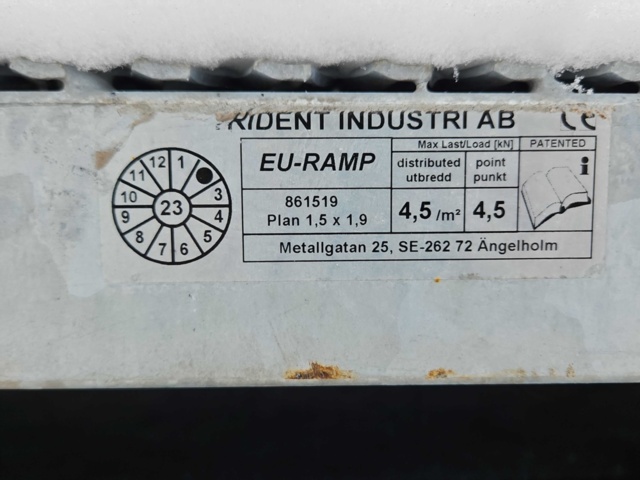 RIDENT INDUSTRI AB CE
EU-RAMP
861519
Plan 1,5 x 1,9
Max Last/Load [kN]
distributed
utbredd
point
punkt
4,5 /m²
4,5
PATENTED
i
Metallgatan 25, SE-262 72 Ängelholm
12 1
3
4
5
6
7
8
9
10
11
23